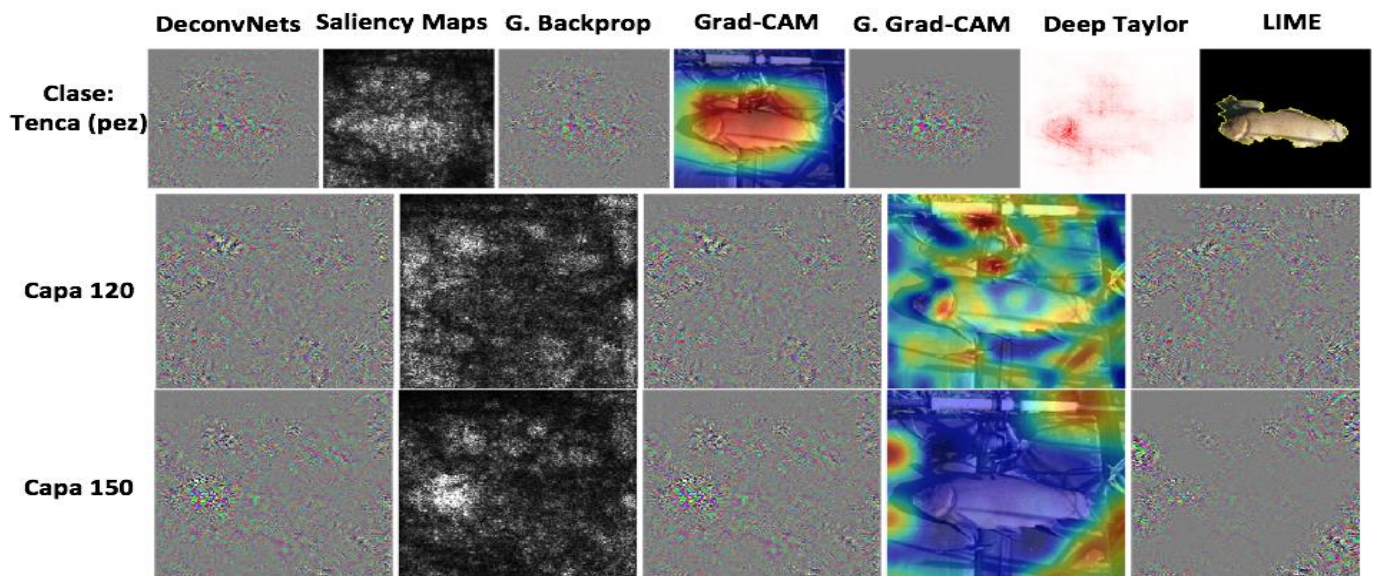 DeconvNets Saliency Maps G. Backprop Grad-CAM G. Grad-CAM Deep Taylor LIME
Clase:
Tenca (pez)
Capa 120
Capa 150